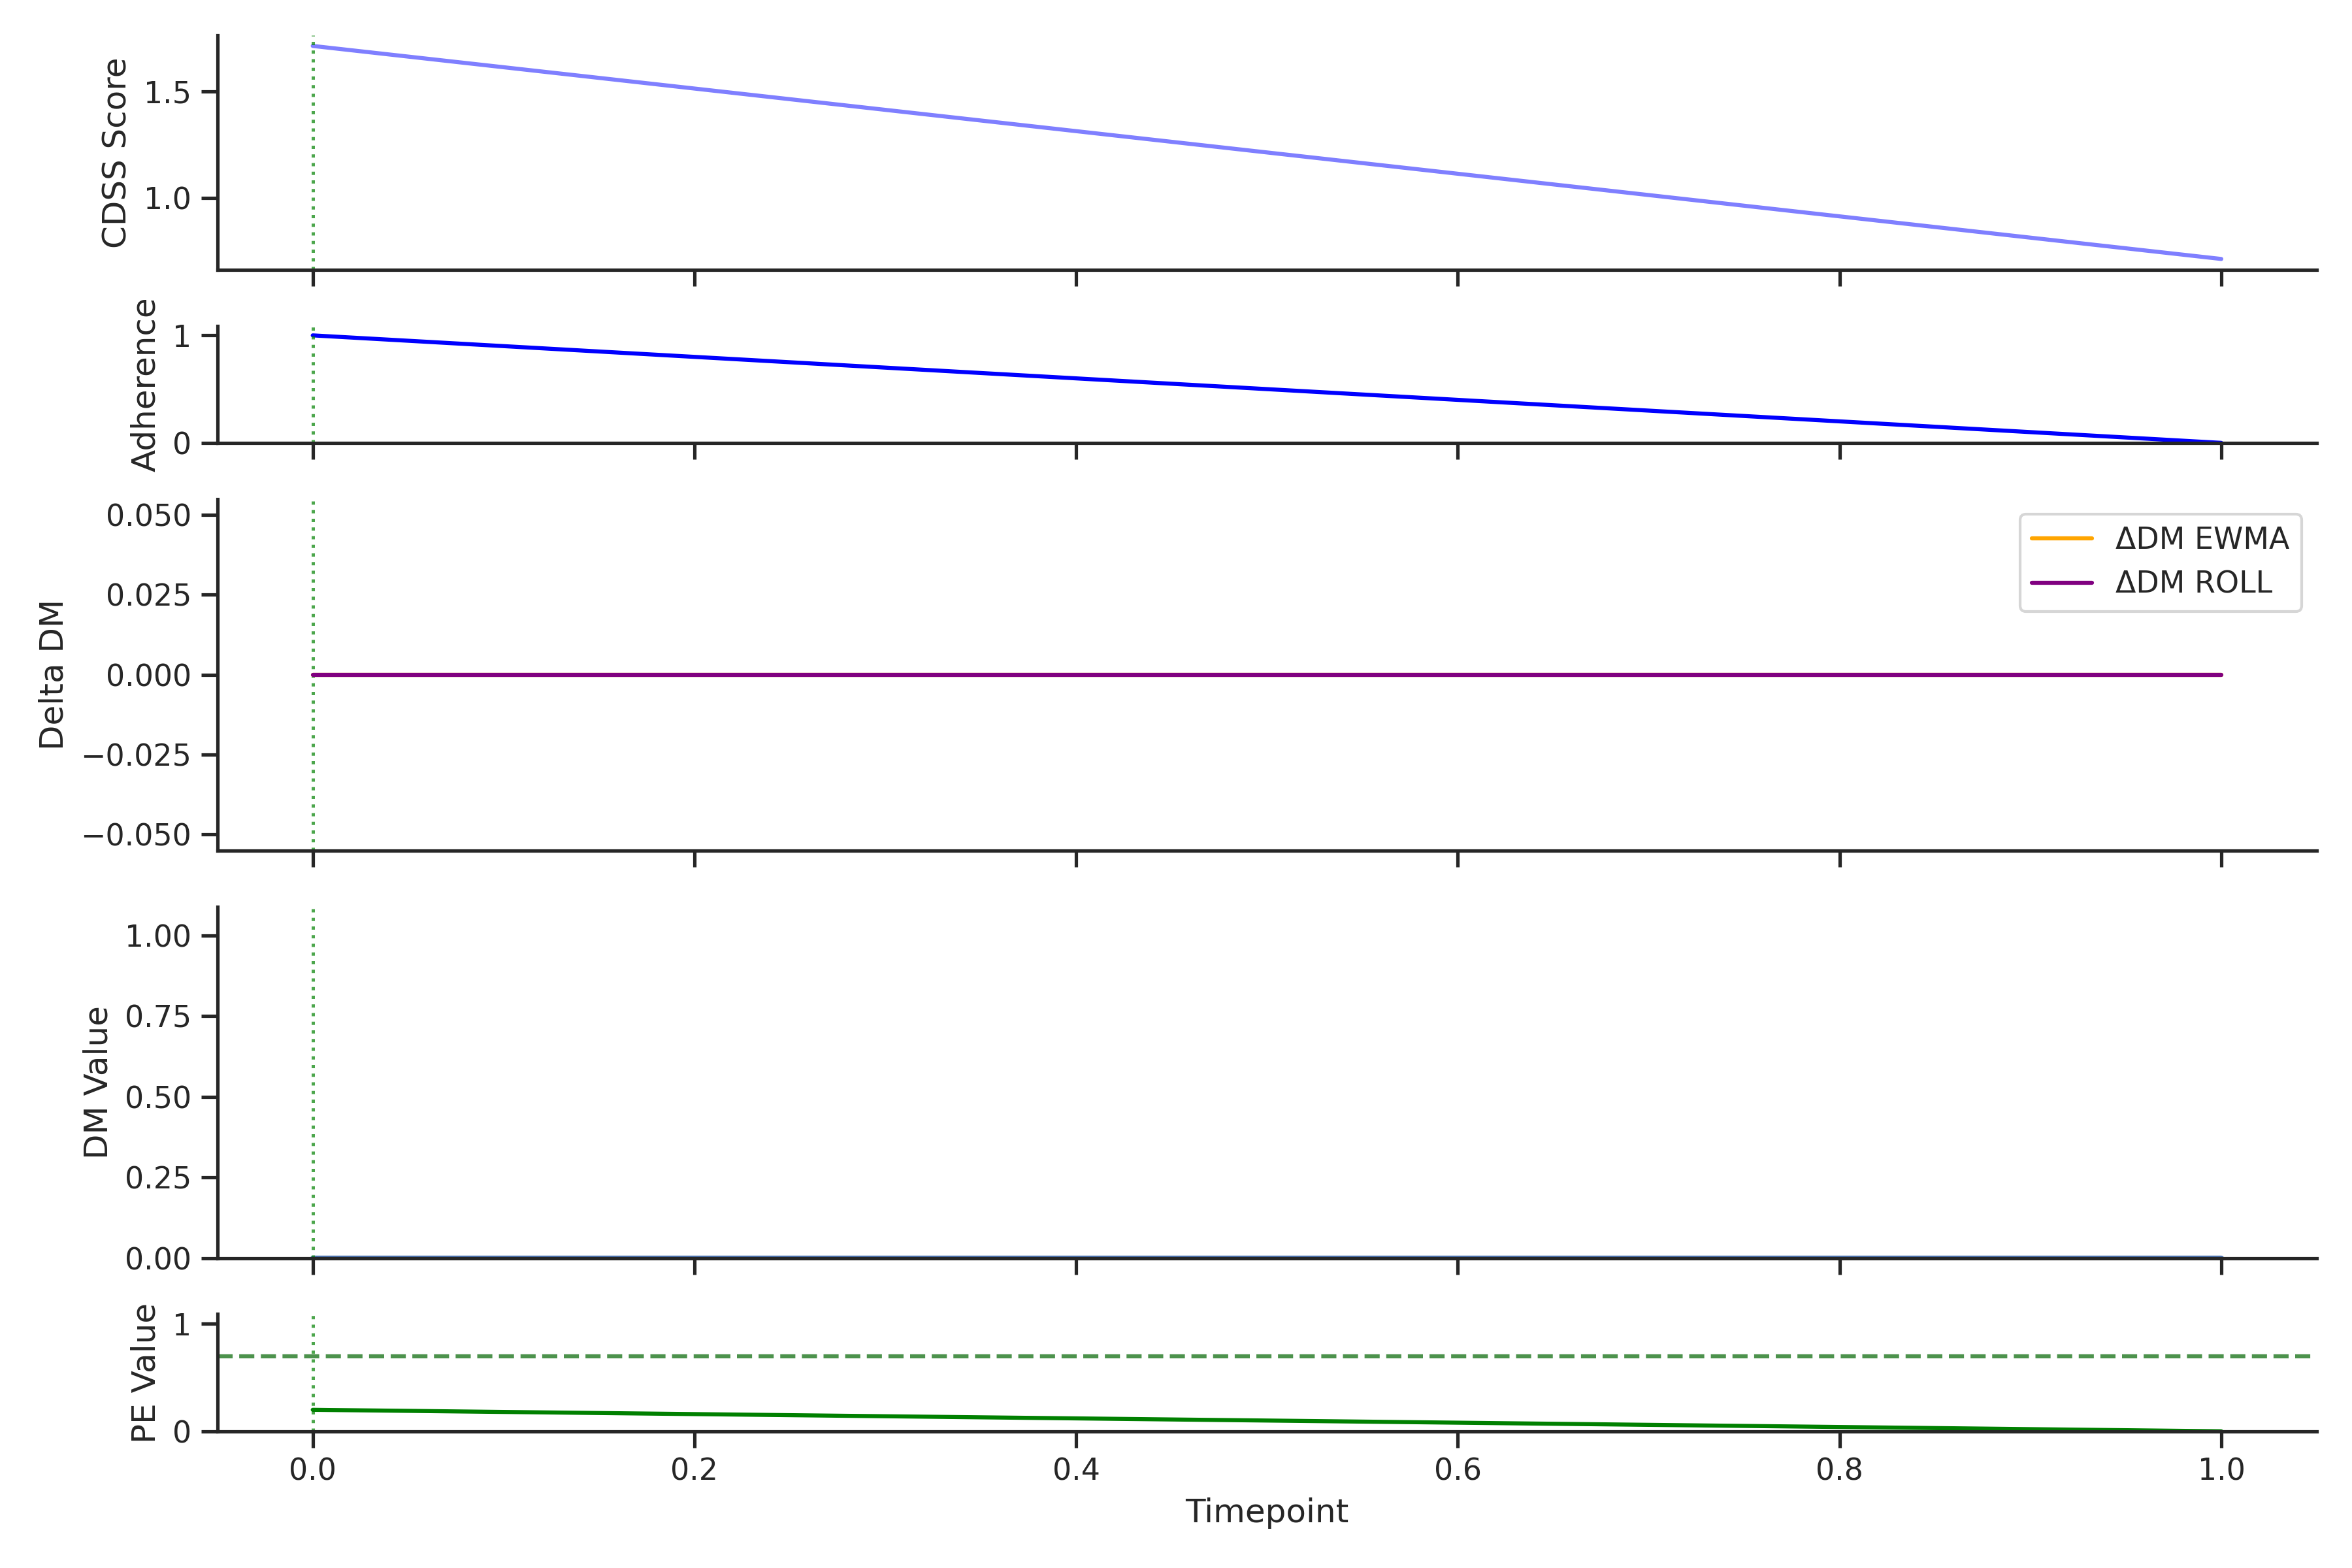 CDSS Score
1.5
1.0
Adherence
1
0
Delta DM
0.050
0.025
0.000
−0.025
−0.050
ΔDM EWMA
ΔDM ROLL
DM Value
1.00
0.75
0.50
0.25
0.00
PE Value
1
0
0.0 0.2 0.4 0.6 0.8 1.0
Timepoint